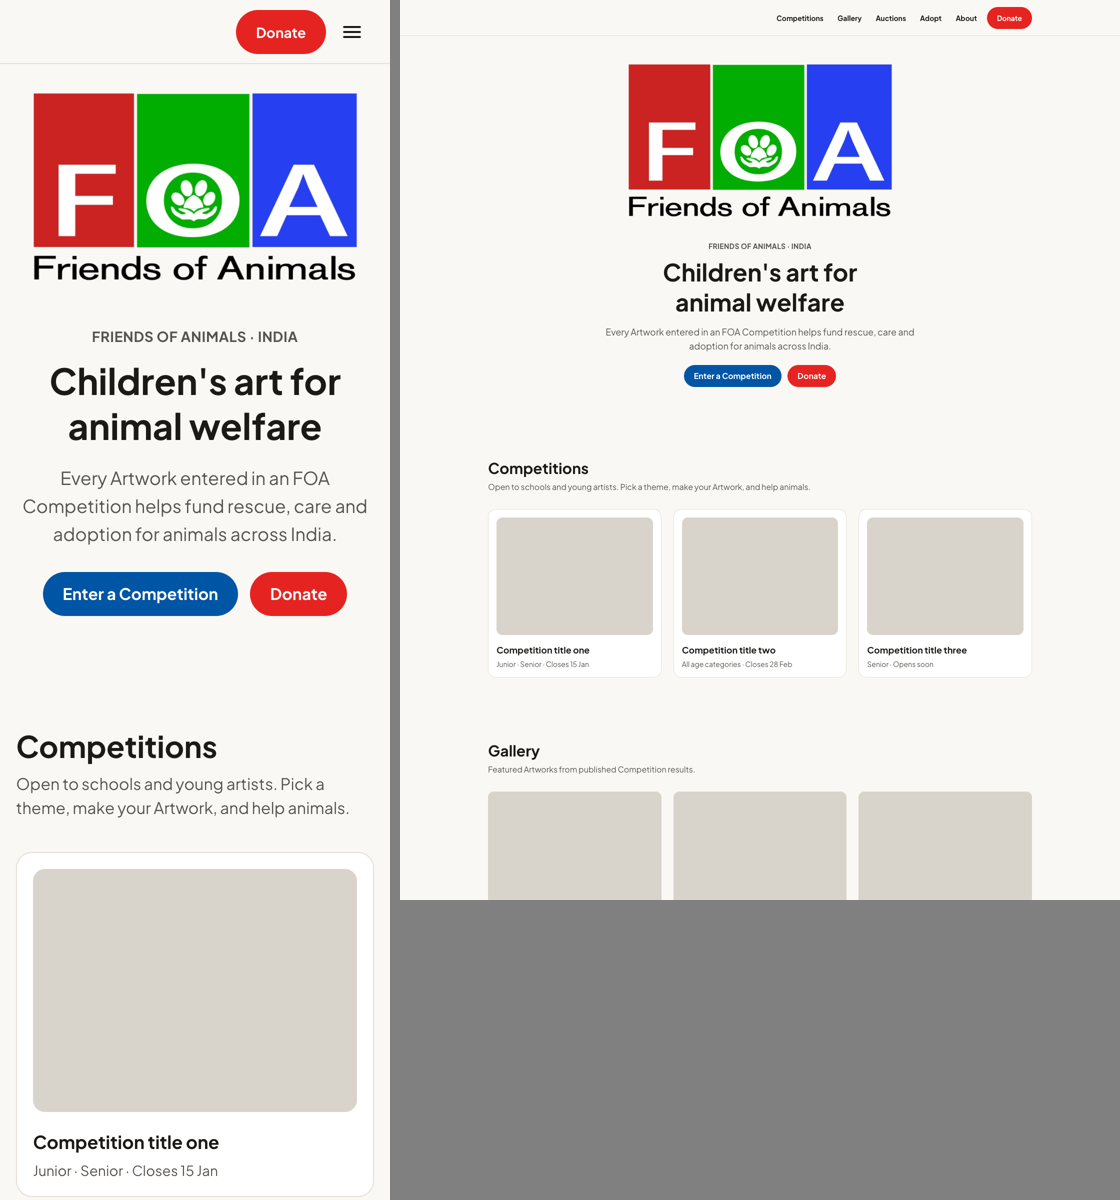 Donate
FOA
Friends of Animals
FRIENDS OF ANIMALS · INDIA
Children's art for
animal welfare
Every Artwork entered in an FOA
Competition helps fund rescue, care and
adoption for animals across India.
Enter a Competition Donate
Competitions
Open to schools and young artists. Pick a
theme, make your Artwork, and help animals.
Competition title one
Junior · Senior · Closes 15 Jan
Competitions Gallery Auctions Adopt About Donate
FOA
Friends of Animals
FRIENDS OF ANIMALS · INDIA
Children's art for
animal welfare
Every Artwork entered in an FOA Competition helps fund rescue, care and
adoption for animals across India.
Enter a Competition Donate
Competitions
Open to schools and young artists. Pick a theme, make your Artwork, and help animals.
Competition title one
Junior · Senior · Closes 15 Jan
Competition title two
All age categories · Closes 28 Feb
Competition title three
Senior · Opens soon
Gallery
Featured Artworks from published Competition results.